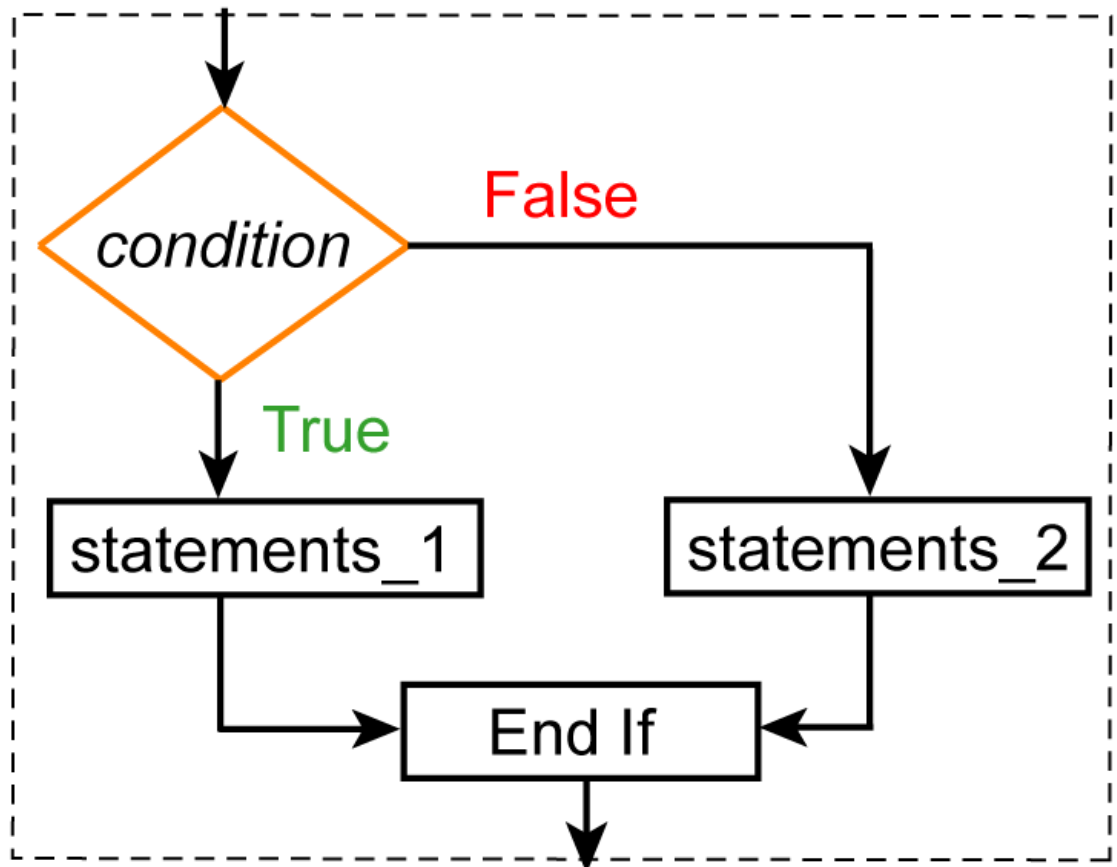 False
condition
True
statements_1
statements_2
End If